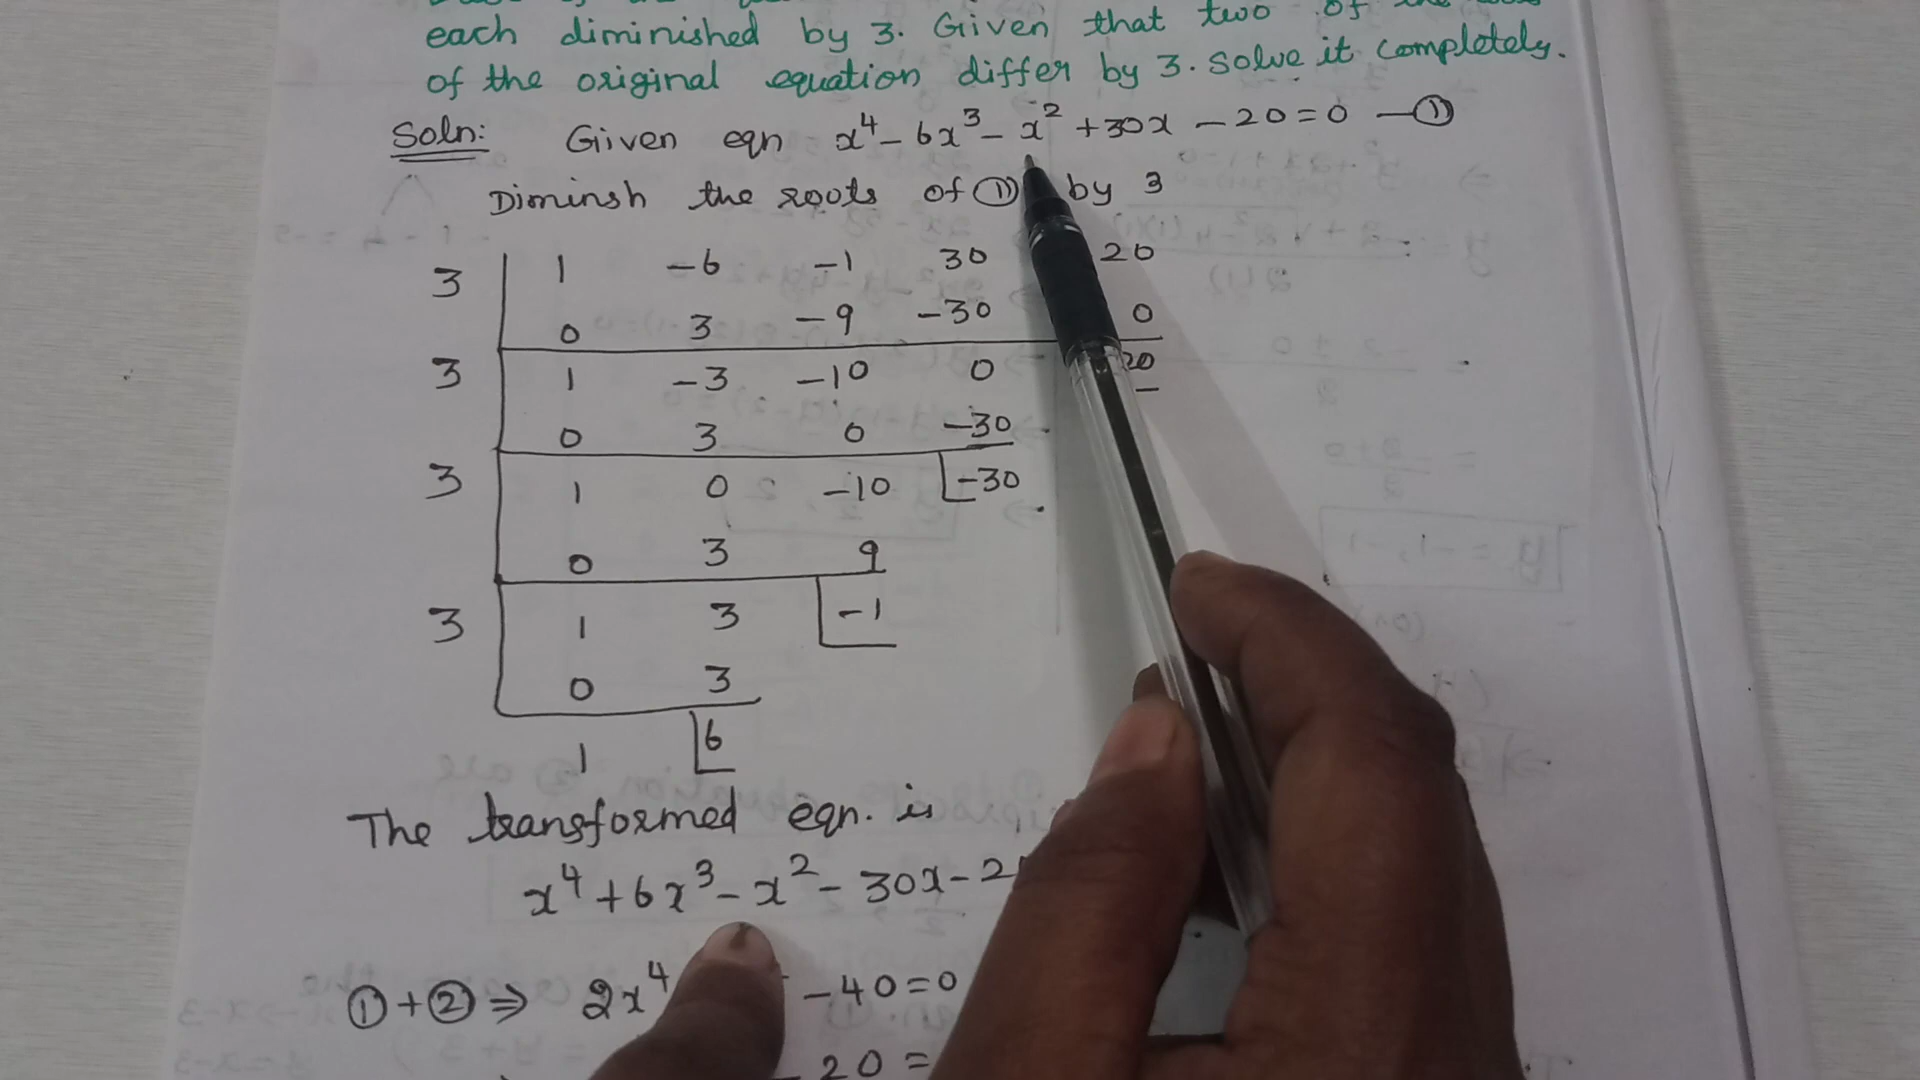 each diminished by 3. Given that two of the
of the original equation differ by 3. Solve it completely.
Soln: Given eqn x⁴ - 6x³ - x² + 30x - 20 = 0 — ①
Diminsh the roots of ① by 3
3 | 1 -6 -1 30 20
0 3 -9 -30 0
3 | 1 -3 -10 0 20
0 3 0 -30
3 | 1 0 -10 -30
0 3 9
3 | 1 3 -1
0 3
1 6
The transformed eqn. is
x⁴ + 6x³ - x² - 30x - 2
① + ② ⇒ 2x⁴ - 40 = 0
20 =